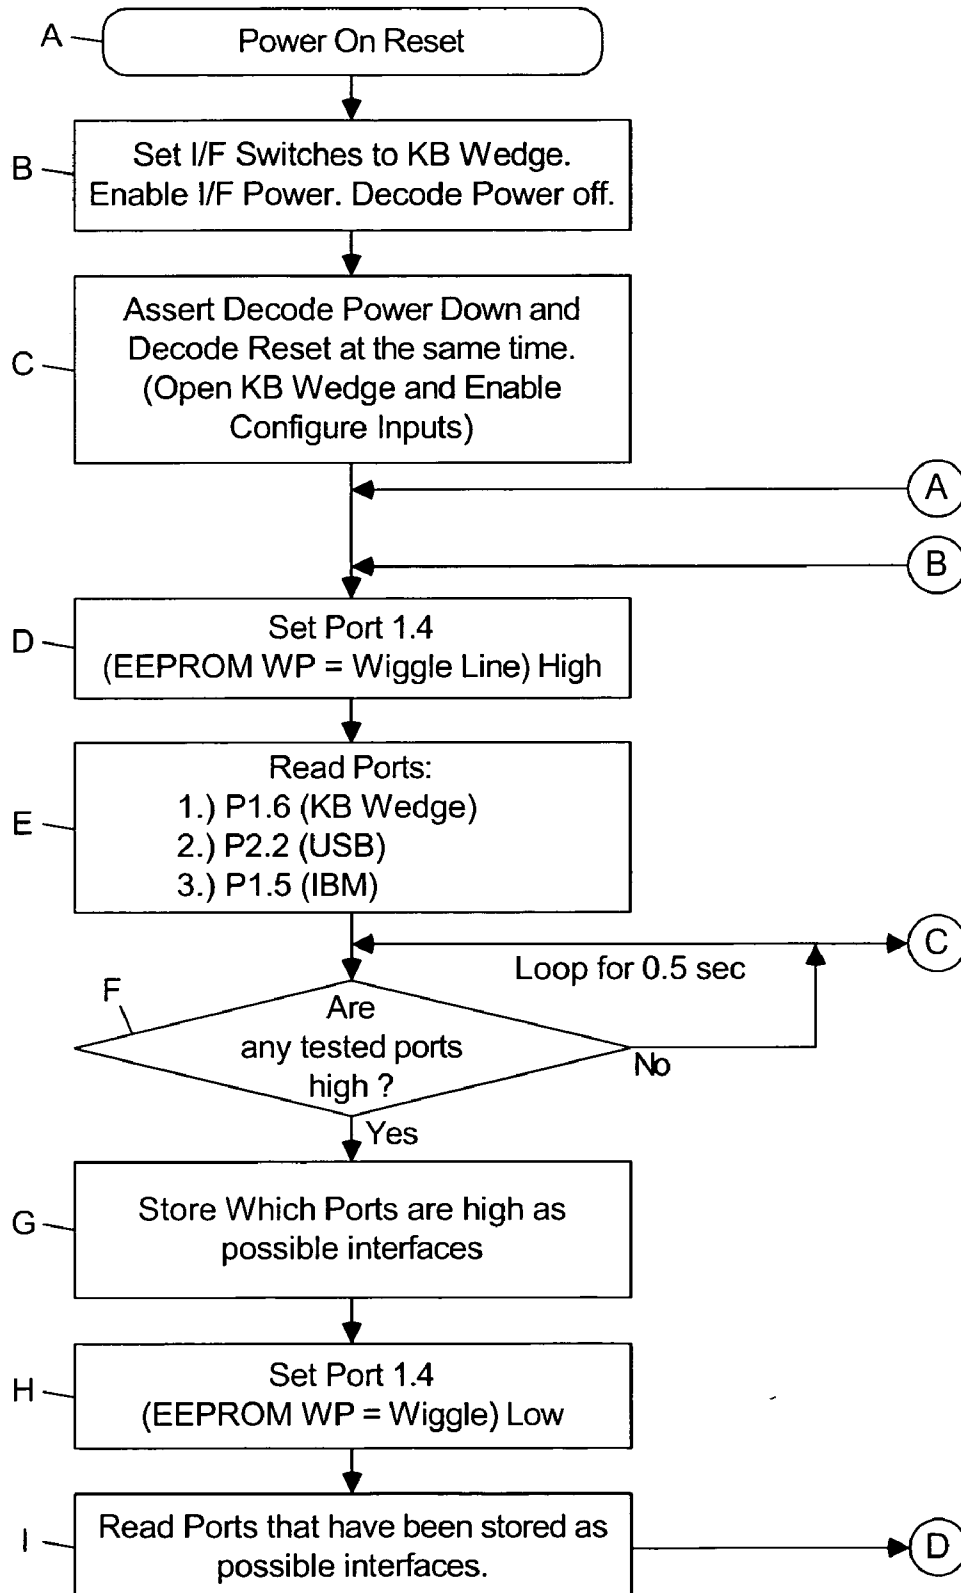 A
Power On Reset
B
Set I/F Switches to KB Wedge.
Enable I/F Power. Decode Power off.
C
Assert Decode Power Down and
Decode Reset at the same time.
(Open KB Wedge and Enable
Configure Inputs)
A
B
D
Set Port 1.4
(EEPROM WP = Wiggle Line) High
E
Read Ports:
1.) P1.6 (KB Wedge)
2.) P2.2 (USB)
3.) P1.5 (IBM)
C
Loop for 0.5 sec
F
Are
any tested ports
high ?
No
Yes
G
Store Which Ports are high as
possible interfaces
H
Set Port 1.4
(EEPROM WP = Wiggle) Low
I
Read Ports that have been stored as
possible interfaces.
D